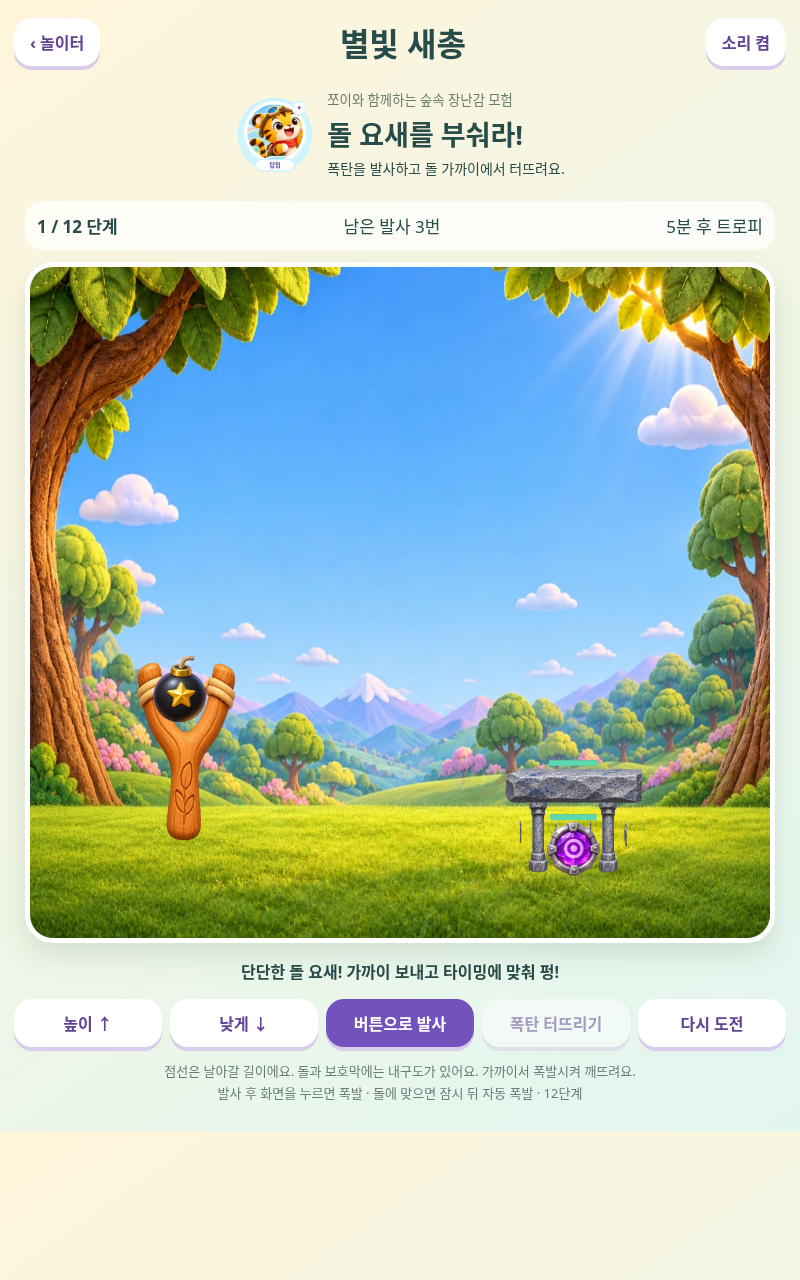 ‹ 놀이터
별빛 새총
소리 켬
쪼이와 함께하는 숲속 장난감 모험
돌 요새를 부숴라!
탐험
폭탄을 발사하고 돌 가까이에서 터뜨려요.
1 / 12 단계
남은 발사 3번
5분 후 트로피
단단한 돌 요새! 가까이 보내고 타이밍에 맞춰 펑!
높이 ↑
낮게 ↓
버튼으로 발사
폭탄 터뜨리기
다시 도전
점선은 날아갈 길이에요. 돌과 보호막에는 내구도가 있어요. 가까이서 폭발시켜 깨뜨려요.
발사 후 화면을 누르면 폭발 · 돌에 맞으면 잠시 뒤 자동 폭발 · 12단계